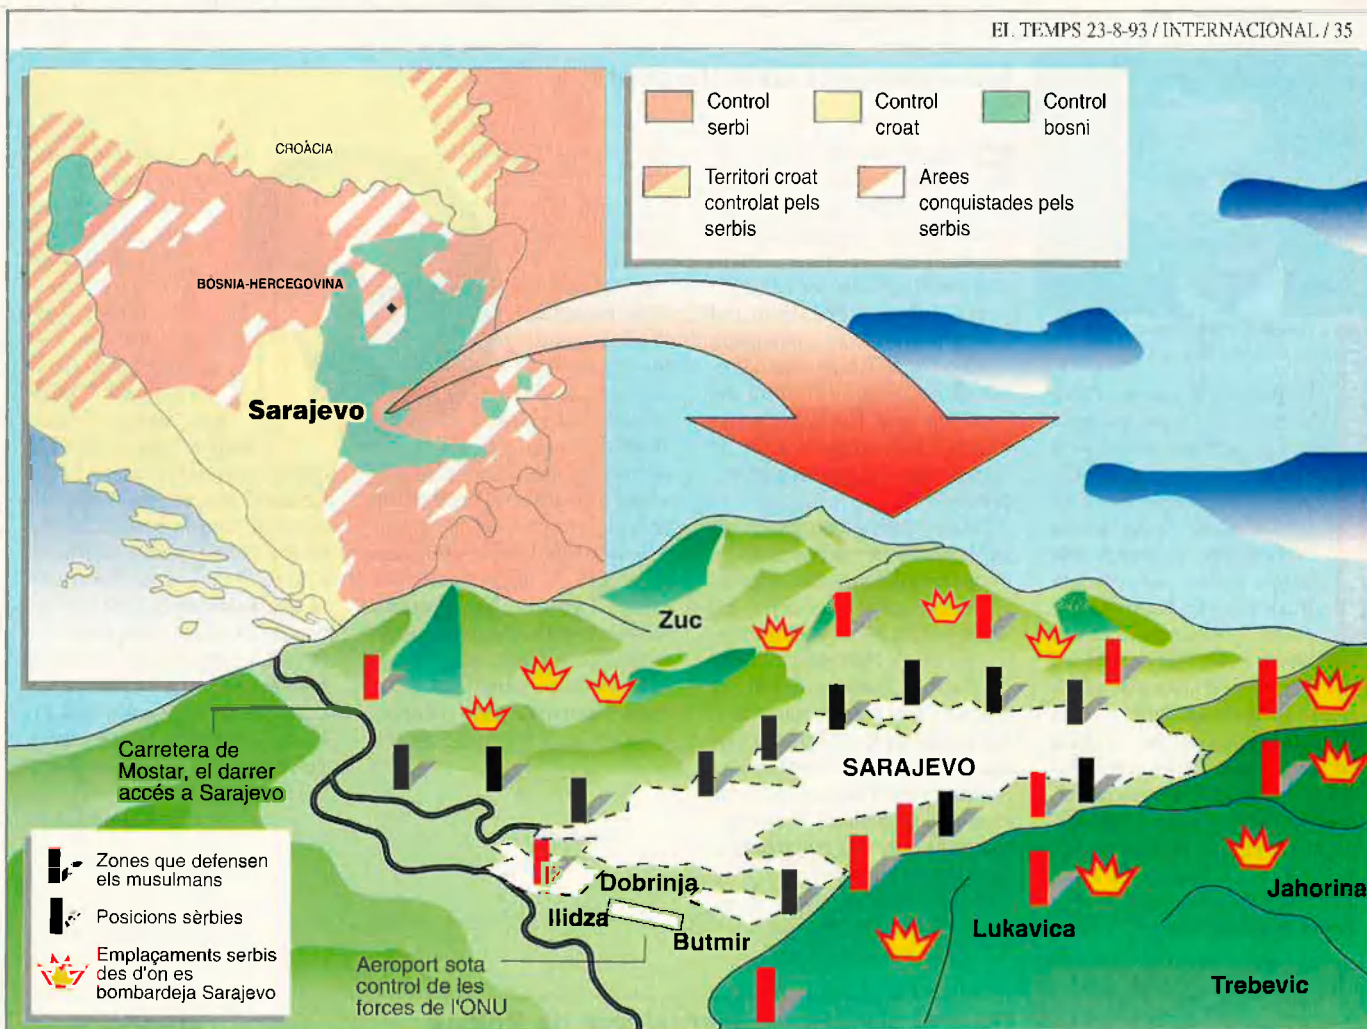 EL TEMPS 23-8-93 / INTERNACIONAL / 35
Control
serbi
Control
croat
Control
bosni
Territori croat
controlat pels
serbis
Arees
conquistades pels
serbis
CROÀCIA
BÒSNIA-HERCEGOVINA
Sarajevo
Zuc
Carretera de
Mostar, el darrer
accés a Sarajevo
SARAJEVO
Zones que defensen
els musulmans
Posicions sèrbies
Emplaçaments serbis
des d'on es
bombardeja Sarajevo
Dobrinja
Ilidza
Butmir
Aeroport sota
control de les
forces de l'ONU
Lukavica
Jahorina
Trebevic